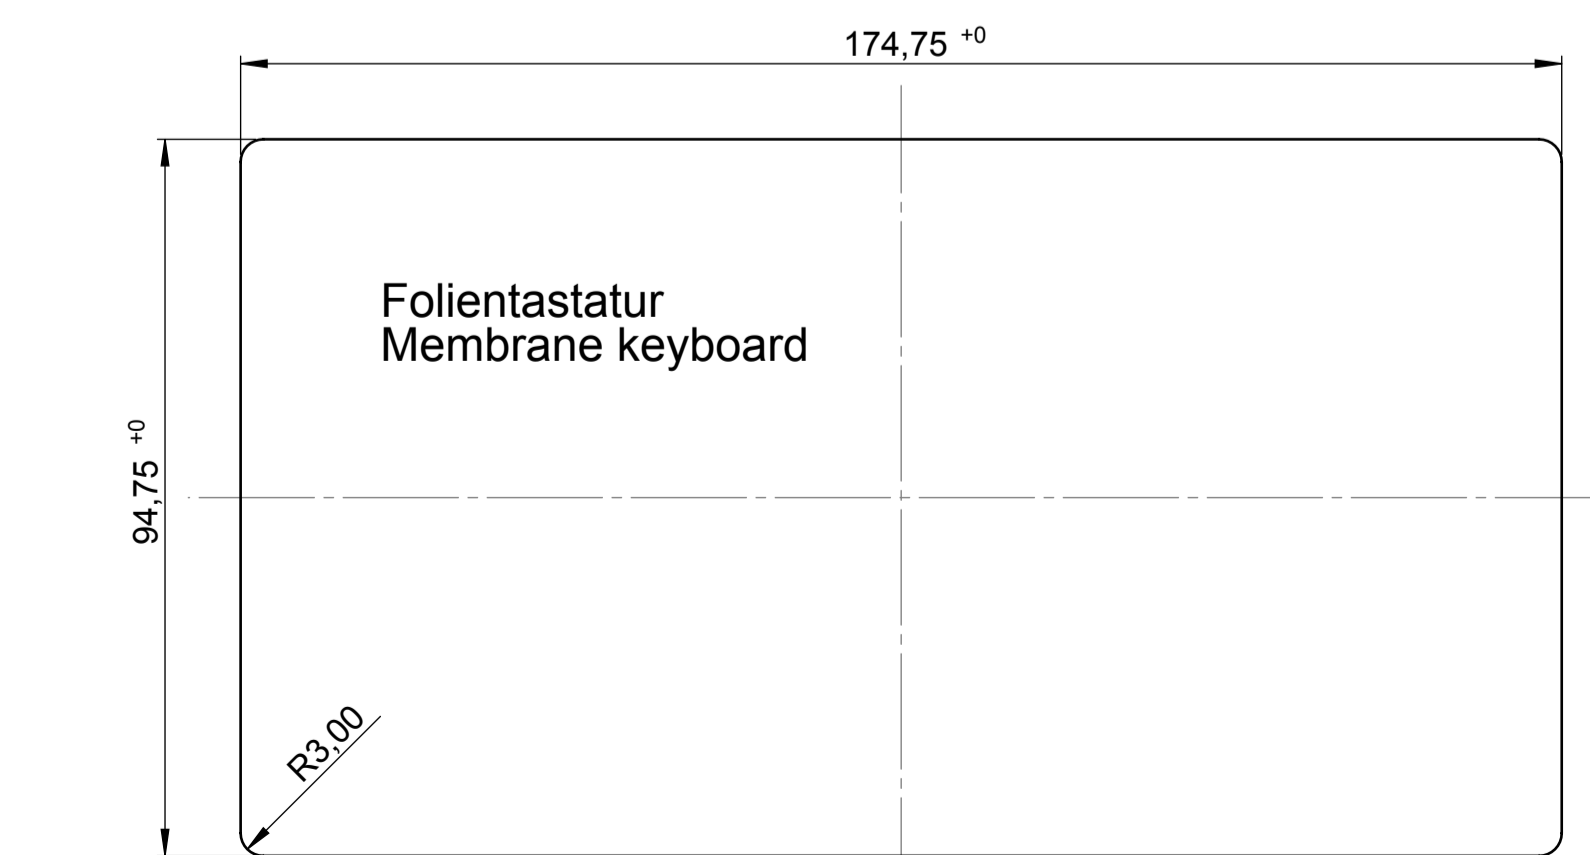 174,75 +0
Folientastatur
Membrane keyboard
94,75 +0
R3,00